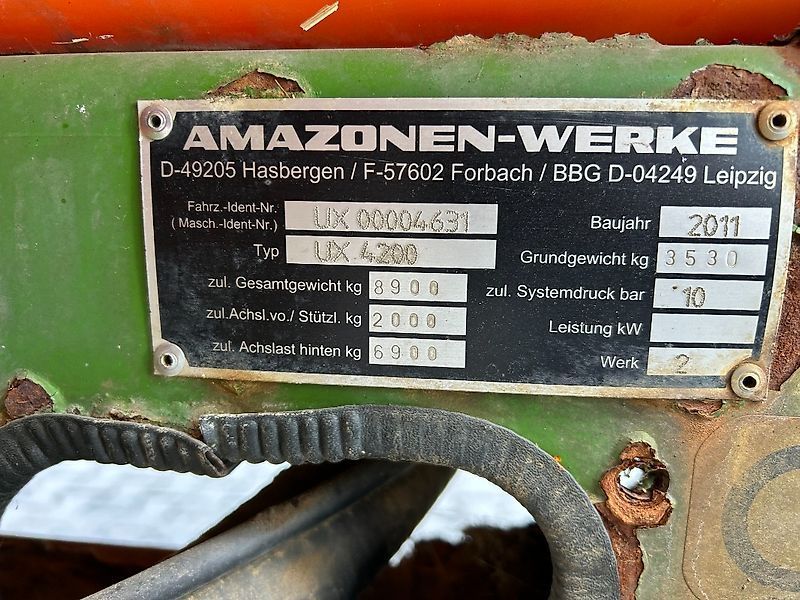 AMAZONEN-WERKE
D-49205 Hasbergen / F-57602 Forbach / BBG D-04249 Leipzig
Fahrz.-Ident-Nr.
( Masch.-Ident-Nr.) UX 00004631
Typ UX 4200
zul. Gesamtgewicht kg 8900
zul.Achsl.vo./ Stützl. kg 2000
zul. Achslast hinten kg 6900
Baujahr 2011
Grundgewicht kg 3530
zul. Systemdruck bar 10
Leistung kW
Werk 2